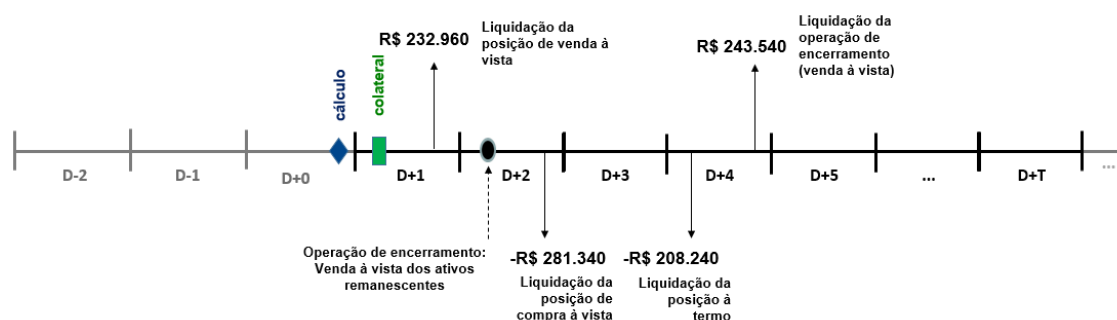 R$ 232.960
Liquidação da
posição de venda à
vista
R$ 243.540
Liquidação da
operação de
encerramento
(venda à vista)
cálculo
colateral
D-2
D-1
D+0
D+1
D+2
D+3
D+4
D+5
...
D+T
...
Operação de encerramento:
Venda à vista dos ativos
remanescentes
-R$ 281.340
Liquidação da
posição de
compra à vista
-R$ 208.240
Liquidação da
posição à
termo